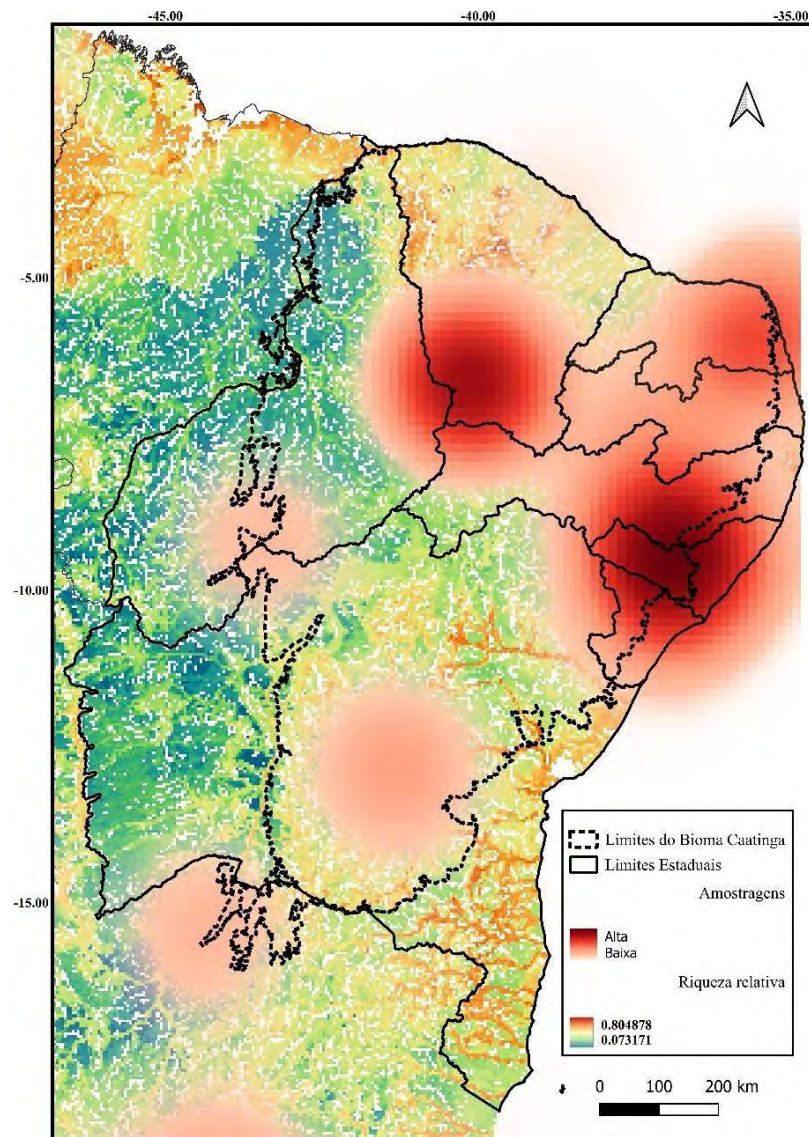 -45.00 -40.00 -35.00
-5.00
-10.00
-15.00
Limites do Bioma Caatinga
Limites Estaduais
Amostragens
Alta
Baixa
Riqueza relativa
0.804878
0.073171
0 100 200 km